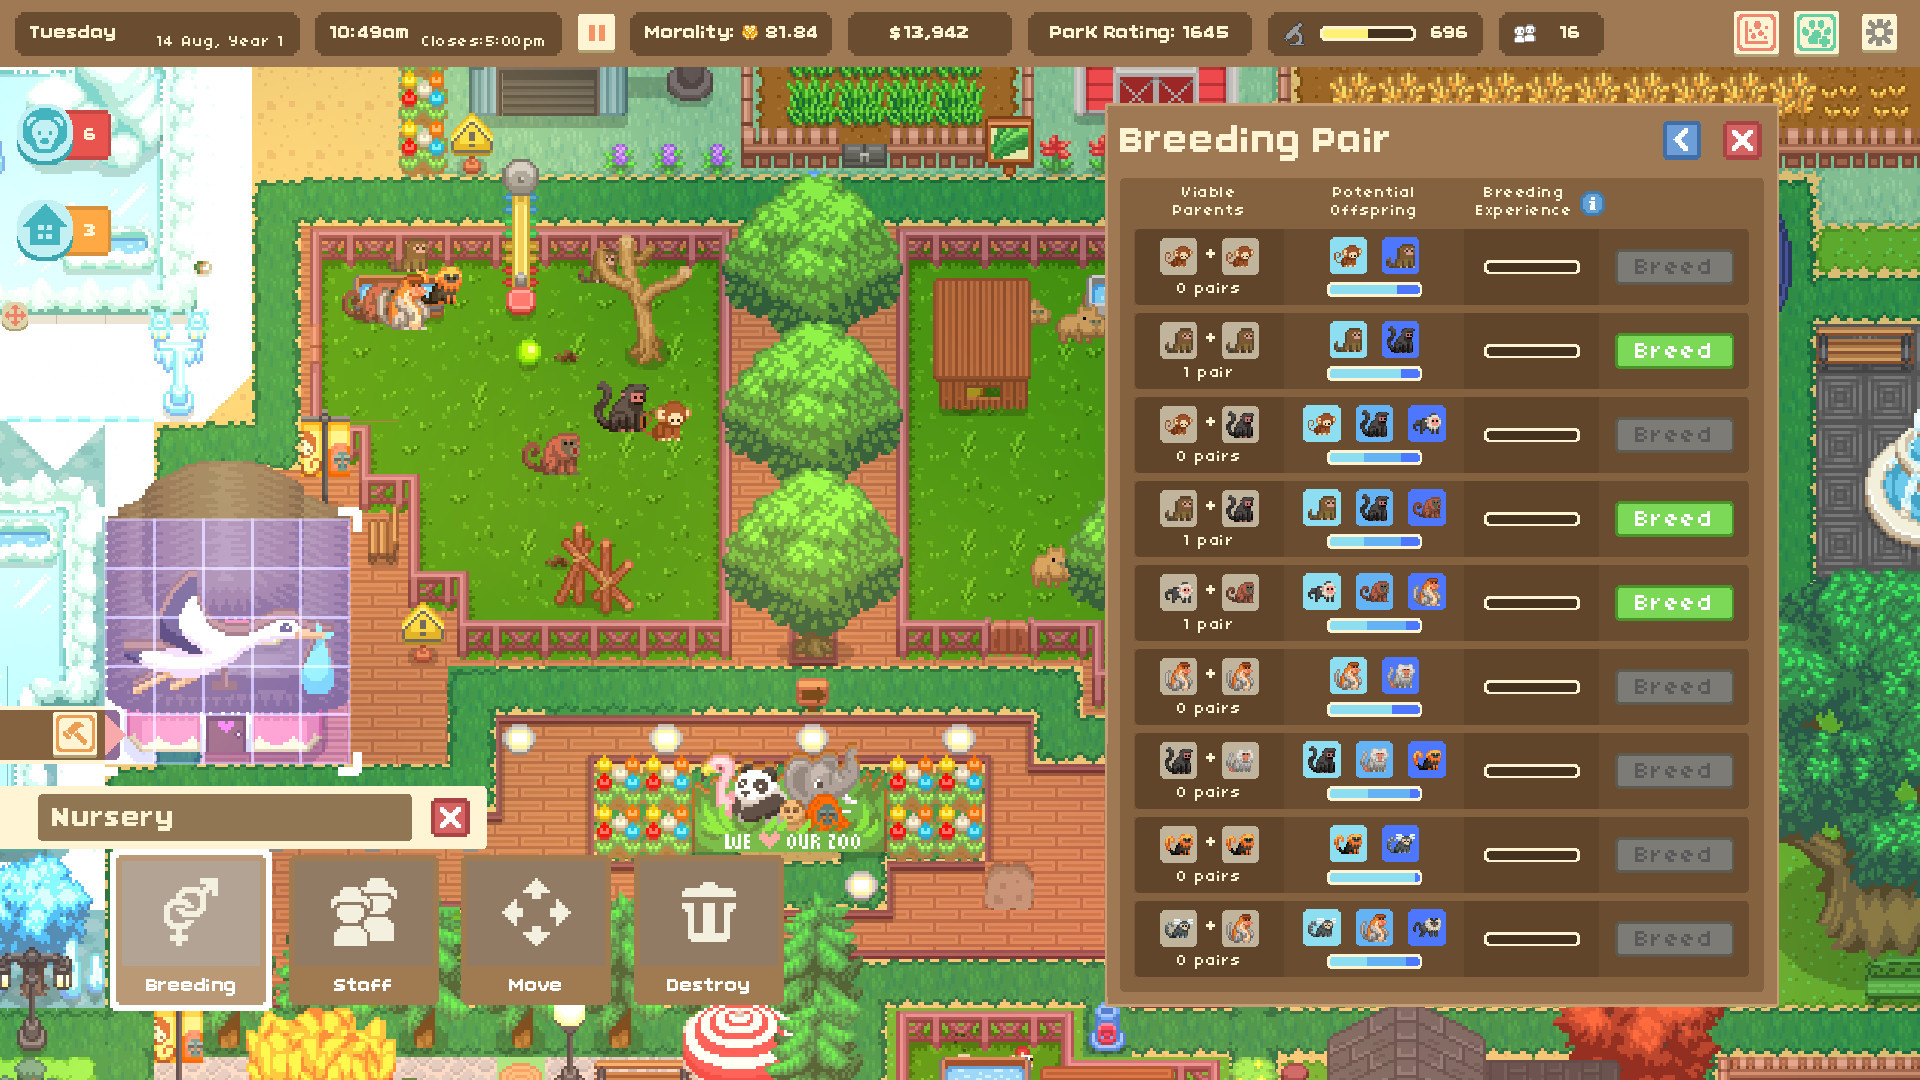 Tuesday 14 Aug, Year 1
10:49am Closes:5:00pm
Morality: 81.84
$13,942
Park Rating: 1645
696
16
6
3
Breeding Pair
Viable Parents
Potential Offspring
Breeding Experience
0 pairs
Breed
1 pair
Breed
0 pairs
Breed
1 pair
Breed
1 pair
Breed
0 pairs
Breed
0 pairs
Breed
0 pairs
Breed
0 pairs
Breed
WE OUR ZOO
Nursery
Breeding
Staff
Move
Destroy